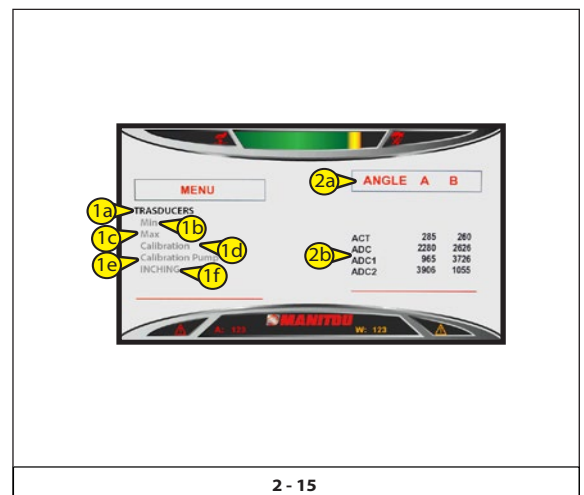 MENU
1a TRASDUCERS
Min 1b
1c Max
Calibration 1d
1e Calibration Pump
INCHING 1f
2a ANGLE A B
ACT 285 260
2b ADC 2280 2626
ADC1 965 3726
ADC2 3906 1055
A: 123
MANITOU
W: 123
2 - 15